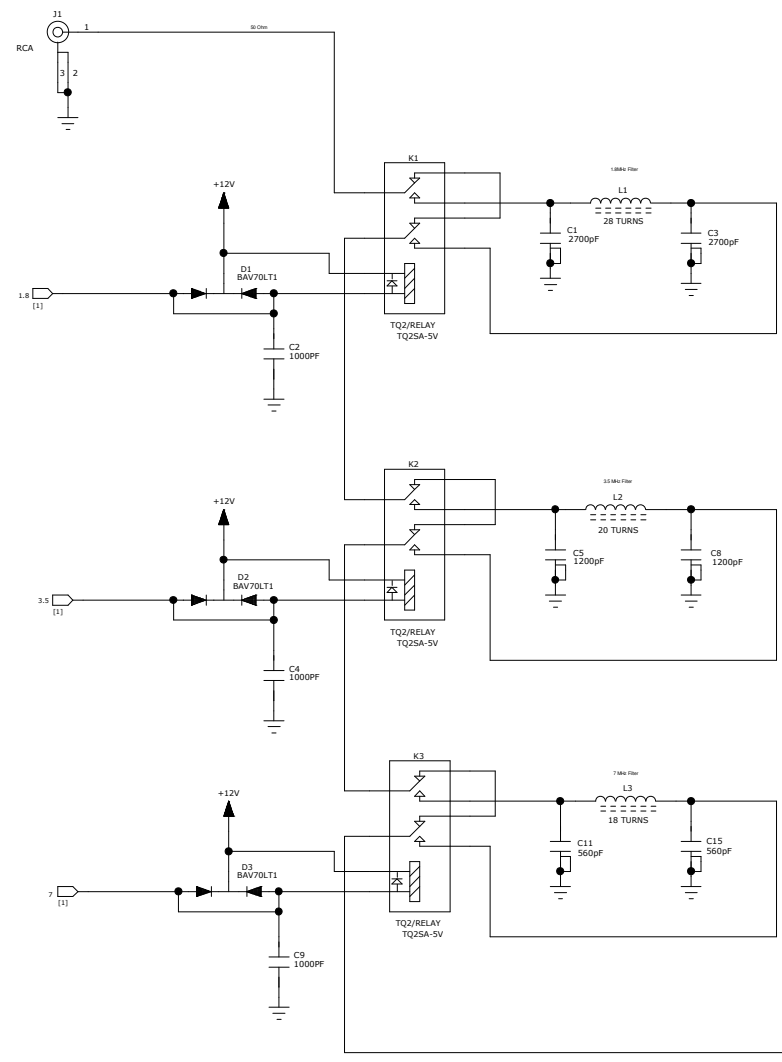 J1
1
50 Ohm
RCA
3 2
K1
1.8MHz Filter
+12V
L1
28 TURNS
C1
2700pF
C3
2700pF
D1
BAV70LT1
1.8
[1]
TQ2/RELAY
TQ2SA-5V
C2
1000PF
K2
3.5 MHz Filter
+12V
L2
20 TURNS
C5
1200pF
C8
1200pF
D2
BAV70LT1
3.5
[1]
TQ2/RELAY
TQ2SA-5V
C4
1000PF
K3
7 MHz Filter
+12V
L3
18 TURNS
C11
560pF
C15
560pF
D3
BAV70LT1
7
[1]
TQ2/RELAY
TQ2SA-5V
C9
1000PF